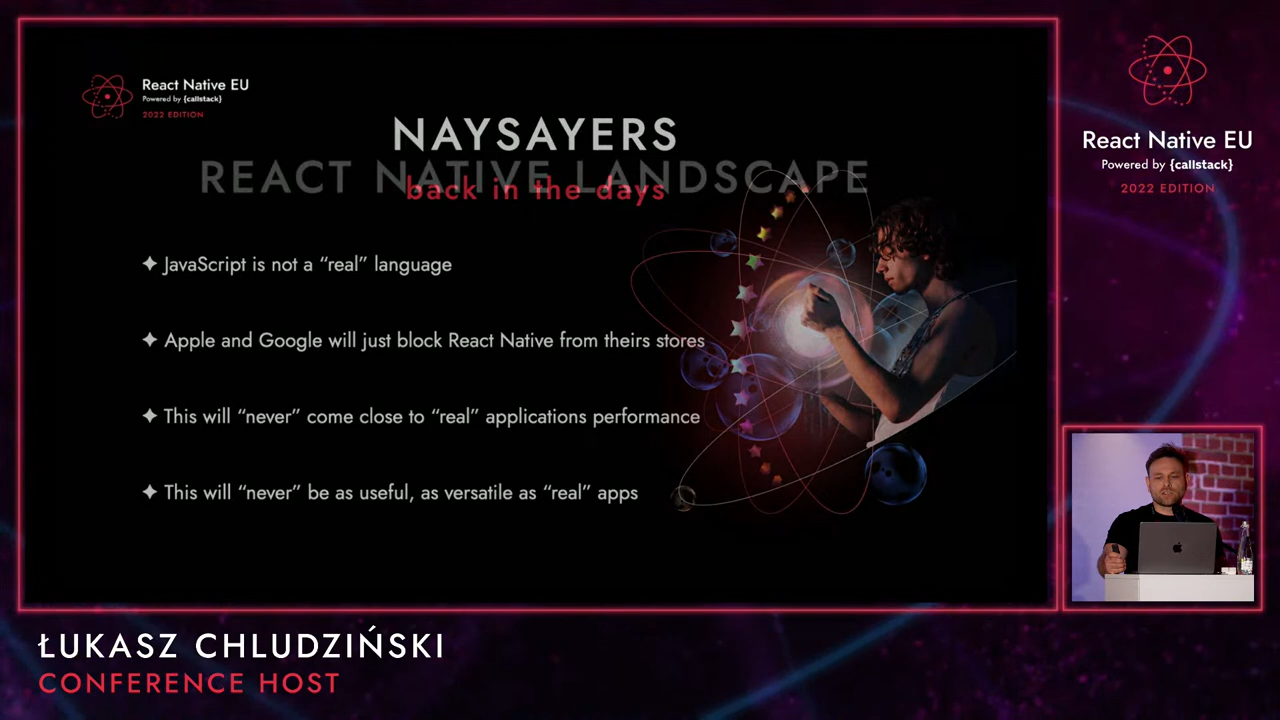 React Native EU
Powered by {callstack}
2022 EDITION
NAYSAYERS
REACT NATIVE LANDSCAPE
back in the days
JavaScript is not a “real” language
Apple and Google will just block React Native from theirs stores
This will “never” come close to “real” applications performance
This will “never” be as useful, as versatile as “real” apps
React Native EU
Powered by {callstack}
2022 EDITION
ŁUKASZ CHLUDZIŃSKI
CONFERENCE HOST